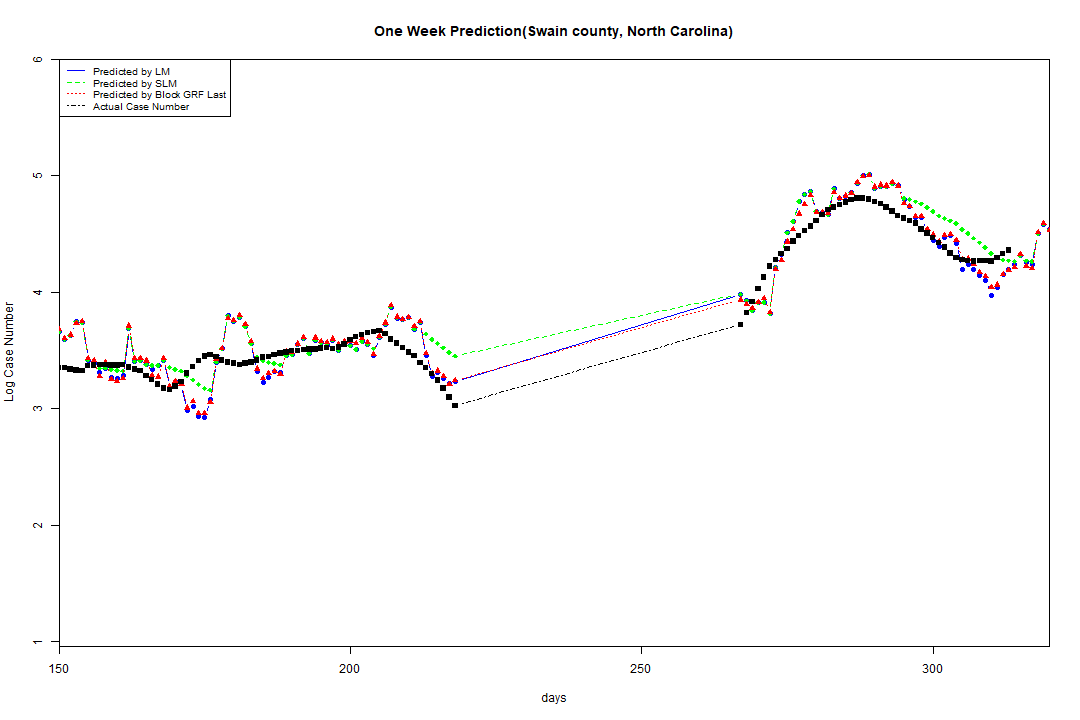 One Week Prediction(Swain county, North Carolina)
6
Predicted by LM
Predicted by SLM
Predicted by Block GRF Last
Actual Case Number
5
4
3
2
1
Log Case Number
150
200
250
300
days